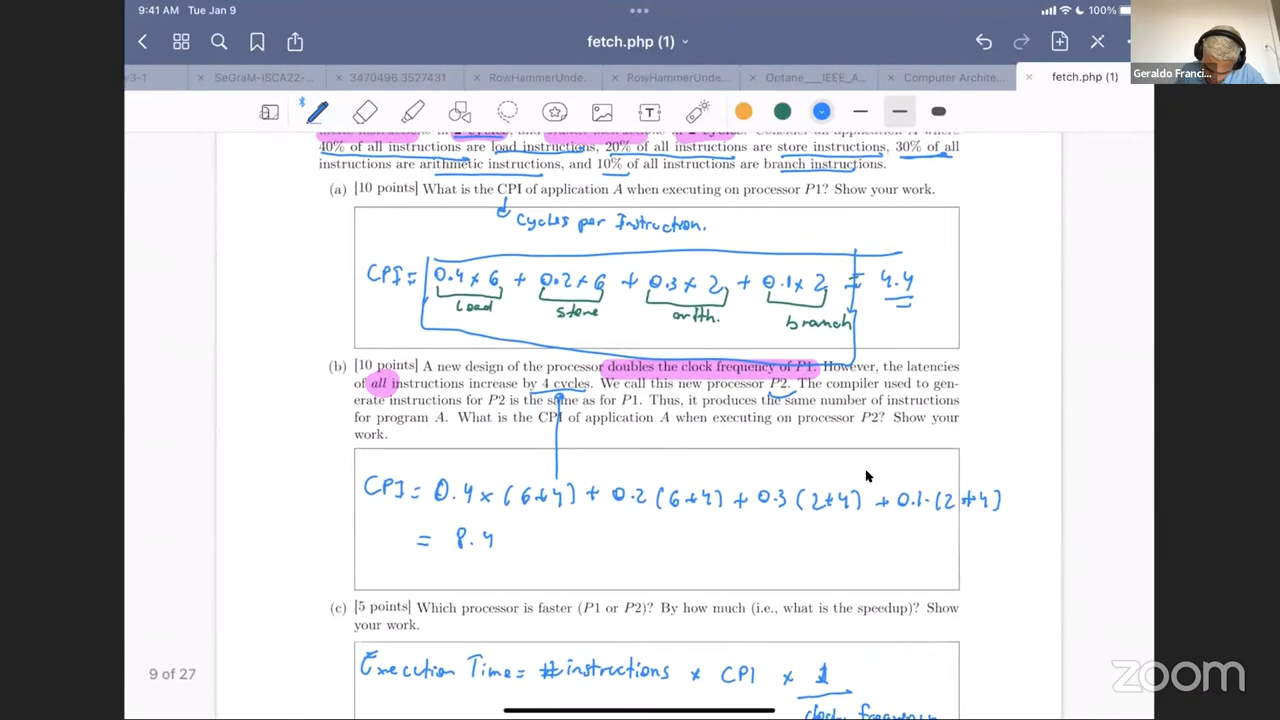 9:41 AM Tue Jan 9
100%
fetch.php (1)
r3-1
SeGraM-ISCA22-...
3470496.3527431
RowHammerUnde...
RowHammerUnde...
Optane___IEEE_A...
Computer Archite...
fetch.php (1)
Geraldo Franci...
40% of all instructions are load instructions, 20% of all instructions are store instructions, 30% of all
instructions are arithmetic instructions, and 10% of all instructions are branch instructions.
(a) [10 points] What is the CPI of application A when executing on processor P1? Show your work.
Cycles per Instruction.
CPI = 0.4 x 6 + 0.2 x 6 + 0.3 x 2 + 0.1 x 2 = 4.4
load store arith. branch
(b) [10 points] A new design of the processor doubles the clock frequency of P1. However, the latencies
of all instructions increase by 4 cycles. We call this new processor P2. The compiler used to gen-
erate instructions for P2 is the same as for P1. Thus, it produces the same number of instructions
for program A. What is the CPI of application A when executing on processor P2? Show your
work.
CPI = 0.4 x (6+4) + 0.2 (6+4) + 0.3 (2+4) + 0.1 · (2+4)
= 8.4
(c) [5 points] Which processor is faster (P1 or P2)? By how much (i.e., what is the speedup)? Show
your work.
Execution Time = # instructions x CPI x 1
clock frequency
9 of 27
zoom